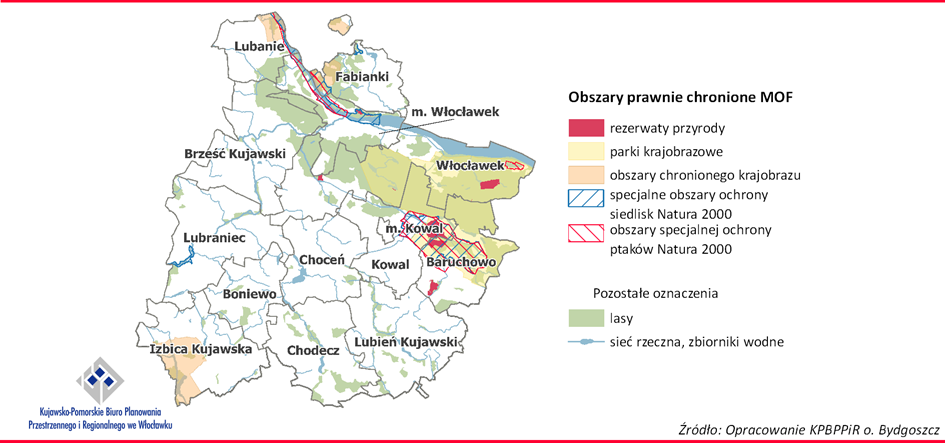 Lubanie
Fabianki
m. Włocławek
Brześć Kujawski
Włocławek
m. Kowal
Lubraniec
Choceń
Kowal
Baruchowo
Boniewo
Izbica Kujawska
Chodecz
Lubień Kujawski
Obszary prawnie chronione MOF
rezerwaty przyrody
parki krajobrazowe
obszary chronionego krajobrazu
specjalne obszary ochrony
siedlisk Natura 2000
obszary specjalnej ochrony
ptaków Natura 2000
Pozostałe oznaczenia
lasy
sieć rzeczna, zbiorniki wodne
Kujawsko-Pomorskie Biuro Planowania
Przestrzennego i Regionalnego we Włocławku
Źródło: Opracowanie KPBPPiR o. Bydgoszcz